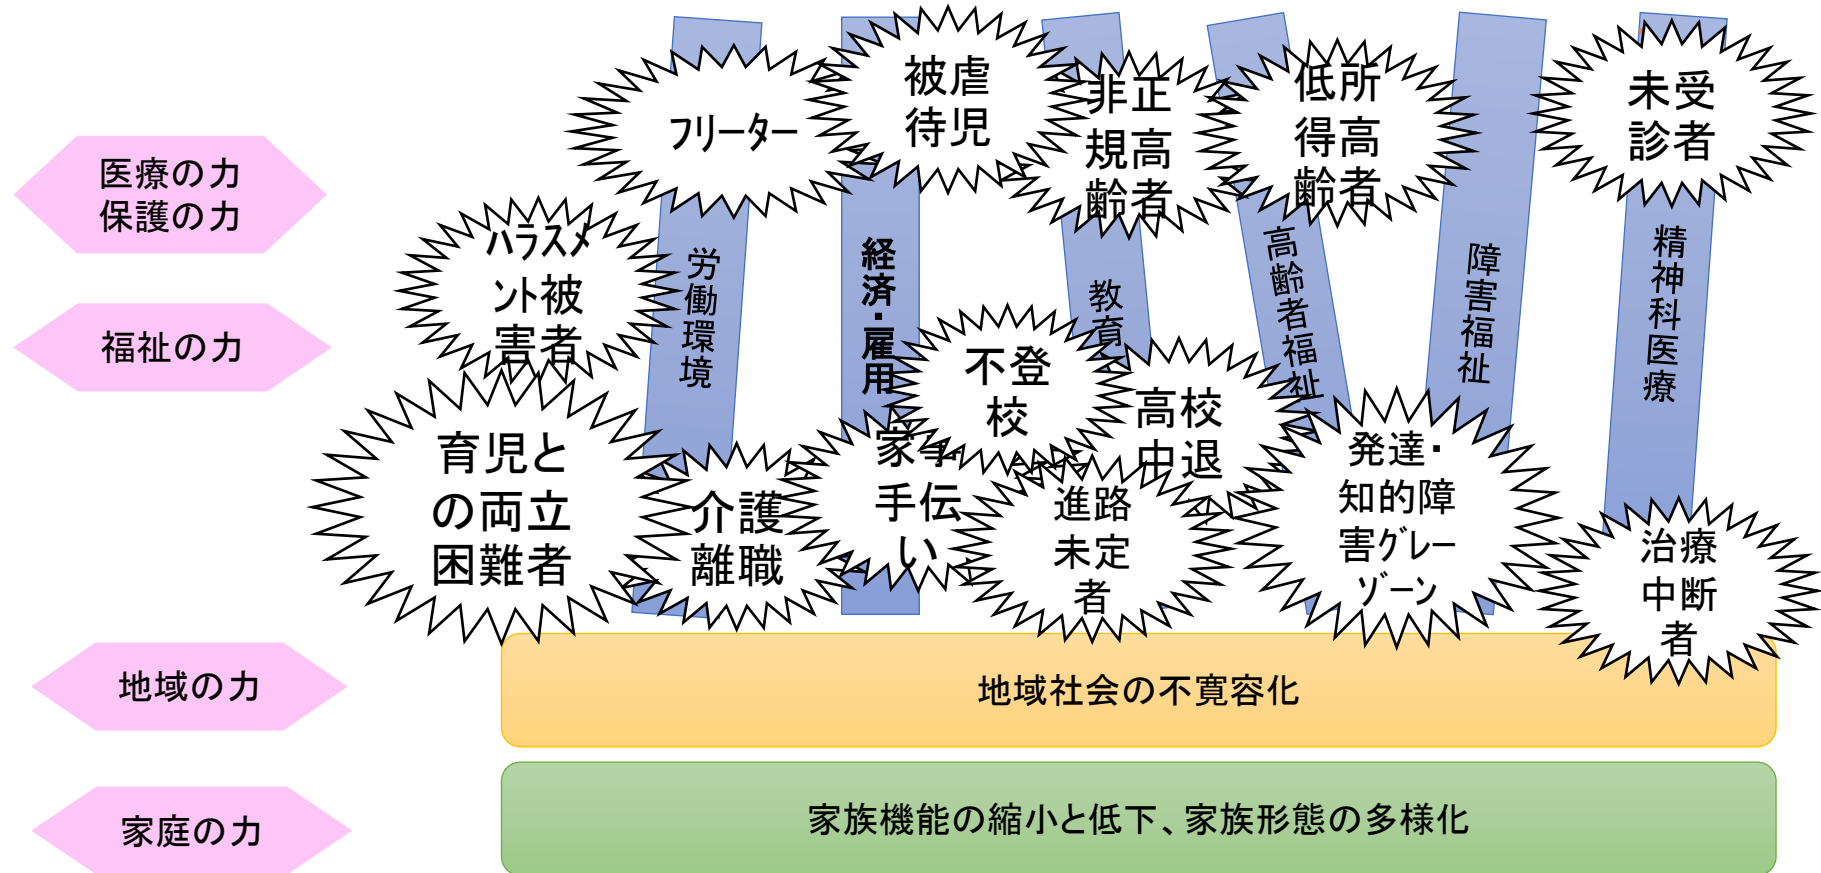 医療の力
保護の力
福祉の力
地域の力
家庭の力
フリーター
被虐
待児
非正
規高
齢者
低所
得高
齢者
未受
診者
ハラスメ
ント被
害者
労働環境
経済・雇用
教育
高齢者福祉
障害福祉
精神科医療
育児と
の両立
困難者
介護
離職
家事
手伝
い
不登
校
高校
中退
進路
未定
者
発達・
知的障
害グレー
ゾーン
治療
中断
者
地域社会の不寛容化
家族機能の縮小と低下、家族形態の多様化